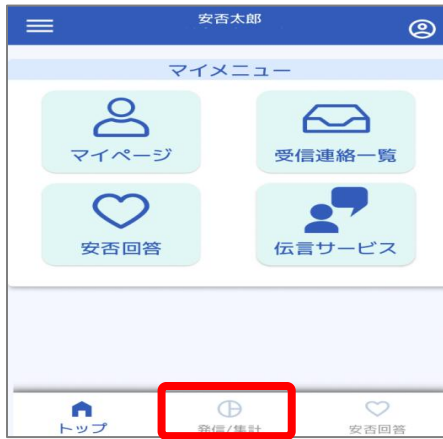 安否太郎
マイメニュー
マイページ
受信連絡一覧
安否回答
伝言サービス
トップ
発信/集計
安否回答